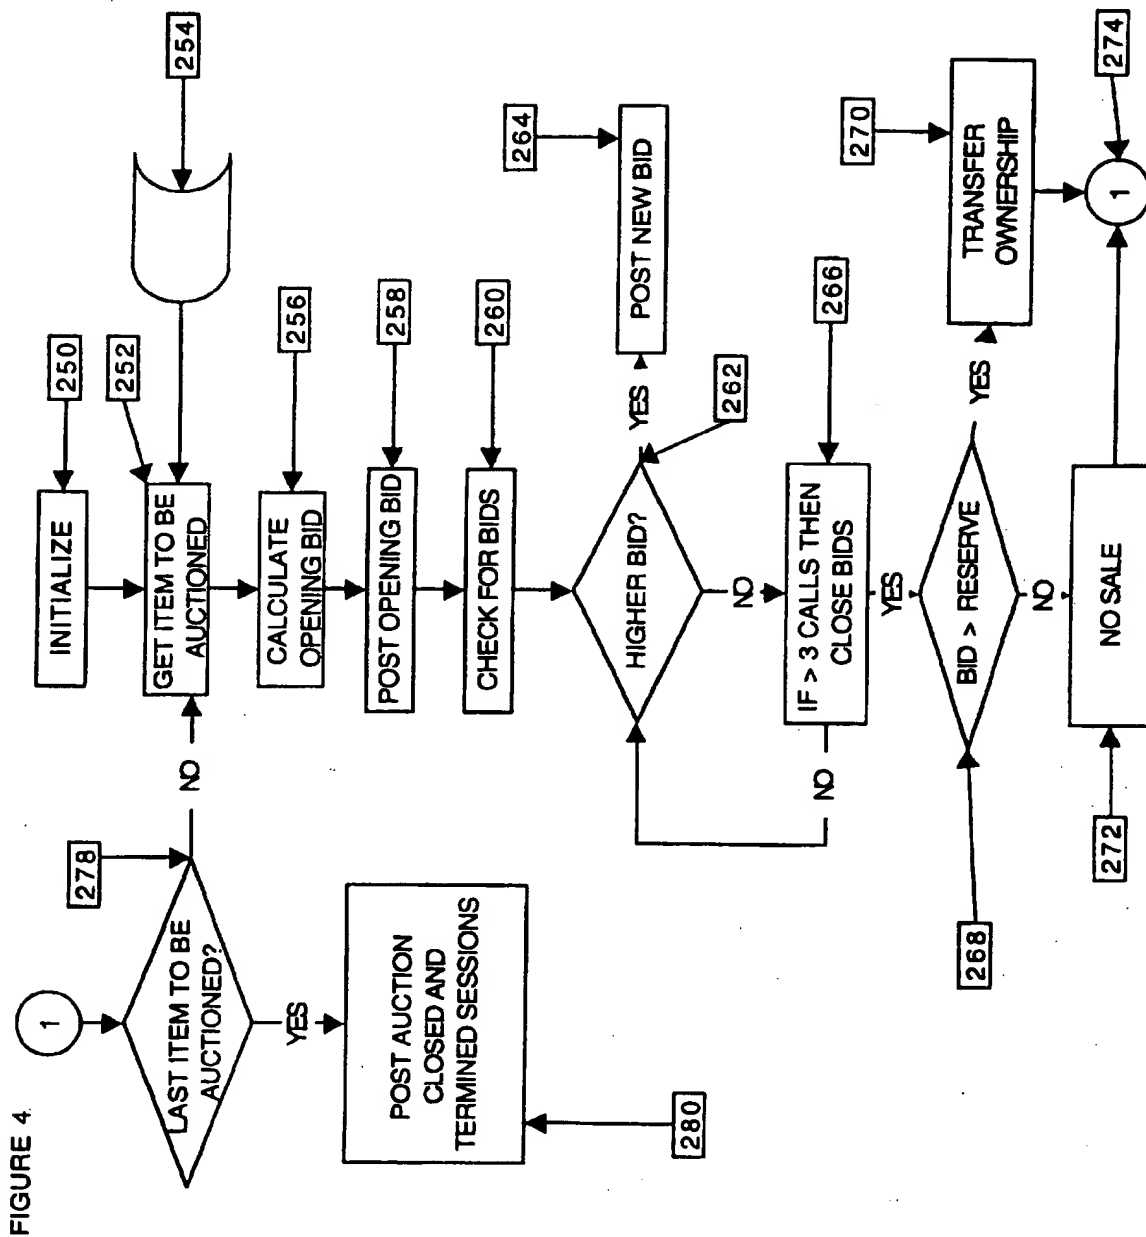 FIGURE 4
1
LAST ITEM TO BE
AUCTIONED?
278
NO
YES
POST AUCTION
CLOSED AND
TERMINED SESSIONS
280
INITIALIZE
250
GET ITEM TO BE
AUCTIONED
252
254
CALCULATE
OPENING BID
256
POST OPENING BID
258
CHECK FOR BIDS
260
HIGHER BID?
262
YES
POST NEW BID
264
NO
IF > 3 CALLS THEN
CLOSE BIDS
266
NO
YES
BID > RESERVE
268
YES
TRANSFER
OWNERSHIP
270
NO
NO SALE
272
1
274